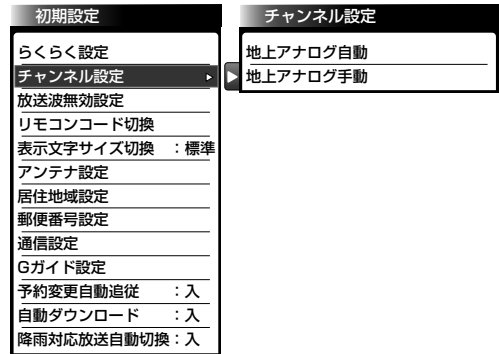 初期設定
らくらく設定
チャンネル設定
放送波無効設定
リモコンコード切換
表示文字サイズ切換 :標準
アンテナ設定
居住地域設定
郵便番号設定
通信設定
Gガイド設定
予約変更自動追従 :入
自動ダウンロード :入
降雨対応放送自動切換:入
チャンネル設定
地上アナログ自動
地上アナログ手動